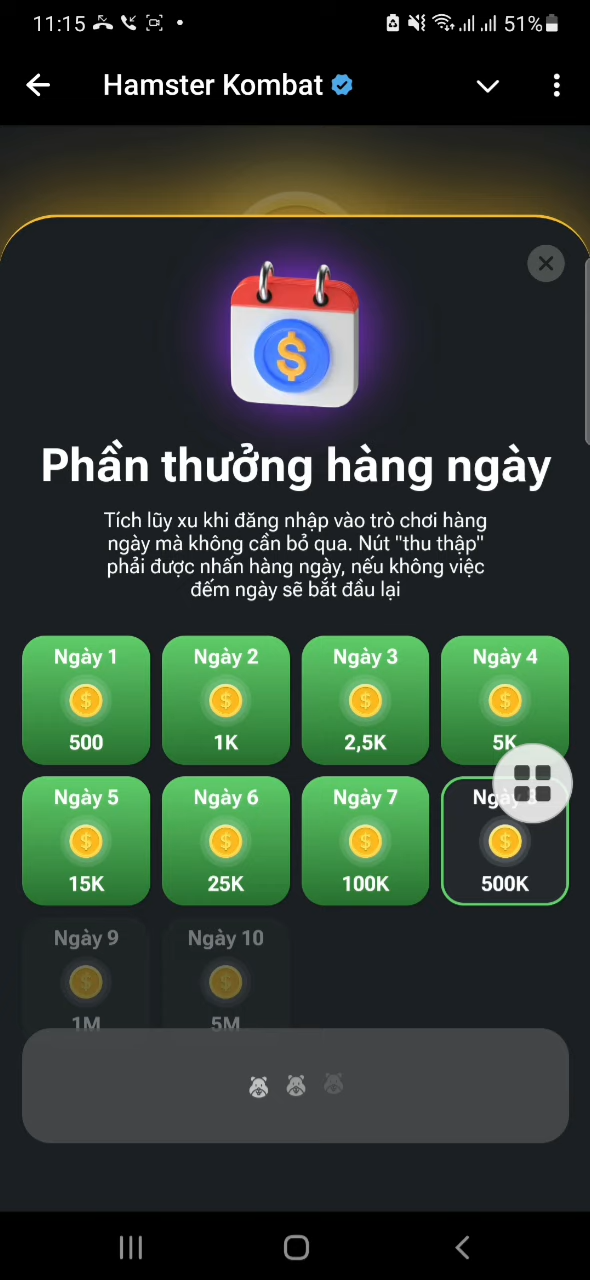 11:15
51%
Hamster Kombat
Phần thưởng hàng ngày
Tích lũy xu khi đăng nhập vào trò chơi hàng
ngày mà không cần bỏ qua. Nút "thu thập"
phải được nhấn hàng ngày, nếu không việc
đếm ngày sẽ bắt đầu lại
Ngày 1
Ngày 2
Ngày 3
Ngày 4
500
1K
2,5K
5K
Ngày 5
Ngày 6
Ngày 7
Ngày 8
15K
25K
100K
500K
Ngày 9
Ngày 10
1M
5M